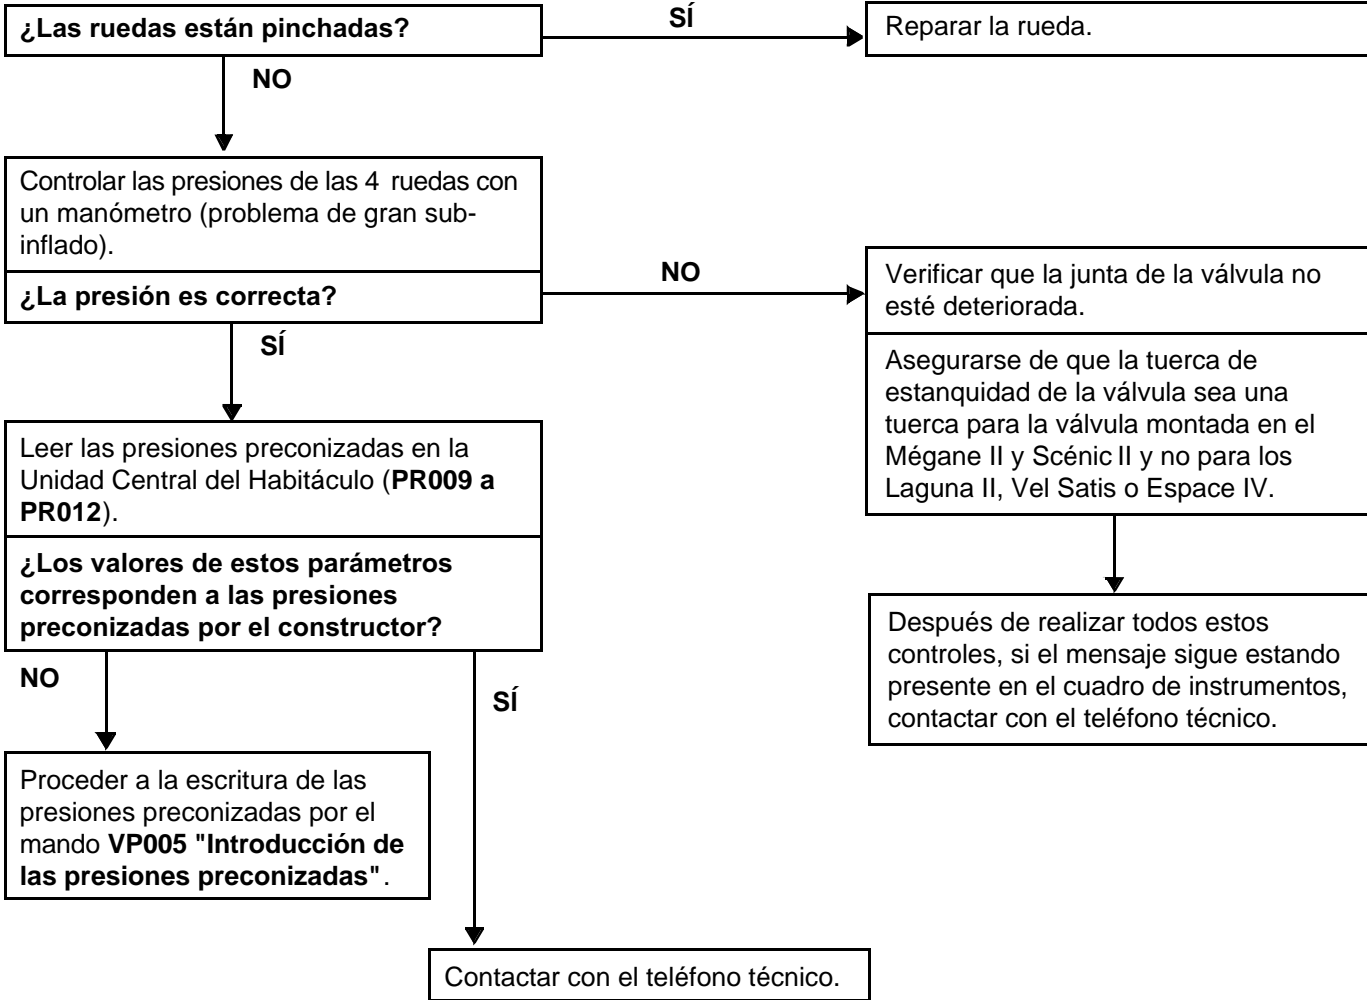 ¿Las ruedas están pinchadas?
SÍ
Reparar la rueda.
NO
Controlar las presiones de las 4 ruedas con
un manómetro (problema de gran sub-
inflado).
¿La presión es correcta?
NO
Verificar que la junta de la válvula no
esté deteriorada.
Asegurarse de que la tuerca de
estanquidad de la válvula sea una
tuerca para la válvula montada en el
Mégane II y Scénic II y no para los
Laguna II, Vel Satis o Espace IV.
SÍ
Leer las presiones preconizadas en la
Unidad Central del Habitáculo (PR009 a
PR012).
¿Los valores de estos parámetros
corresponden a las presiones
preconizadas por el constructor?
Después de realizar todos estos
controles, si el mensaje sigue estando
presente en el cuadro de instrumentos,
contactar con el teléfono técnico.
NO
SÍ
Proceder a la escritura de las
presiones preconizadas por el
mando VP005 "Introducción de
las presiones preconizadas".
Contactar con el teléfono técnico.